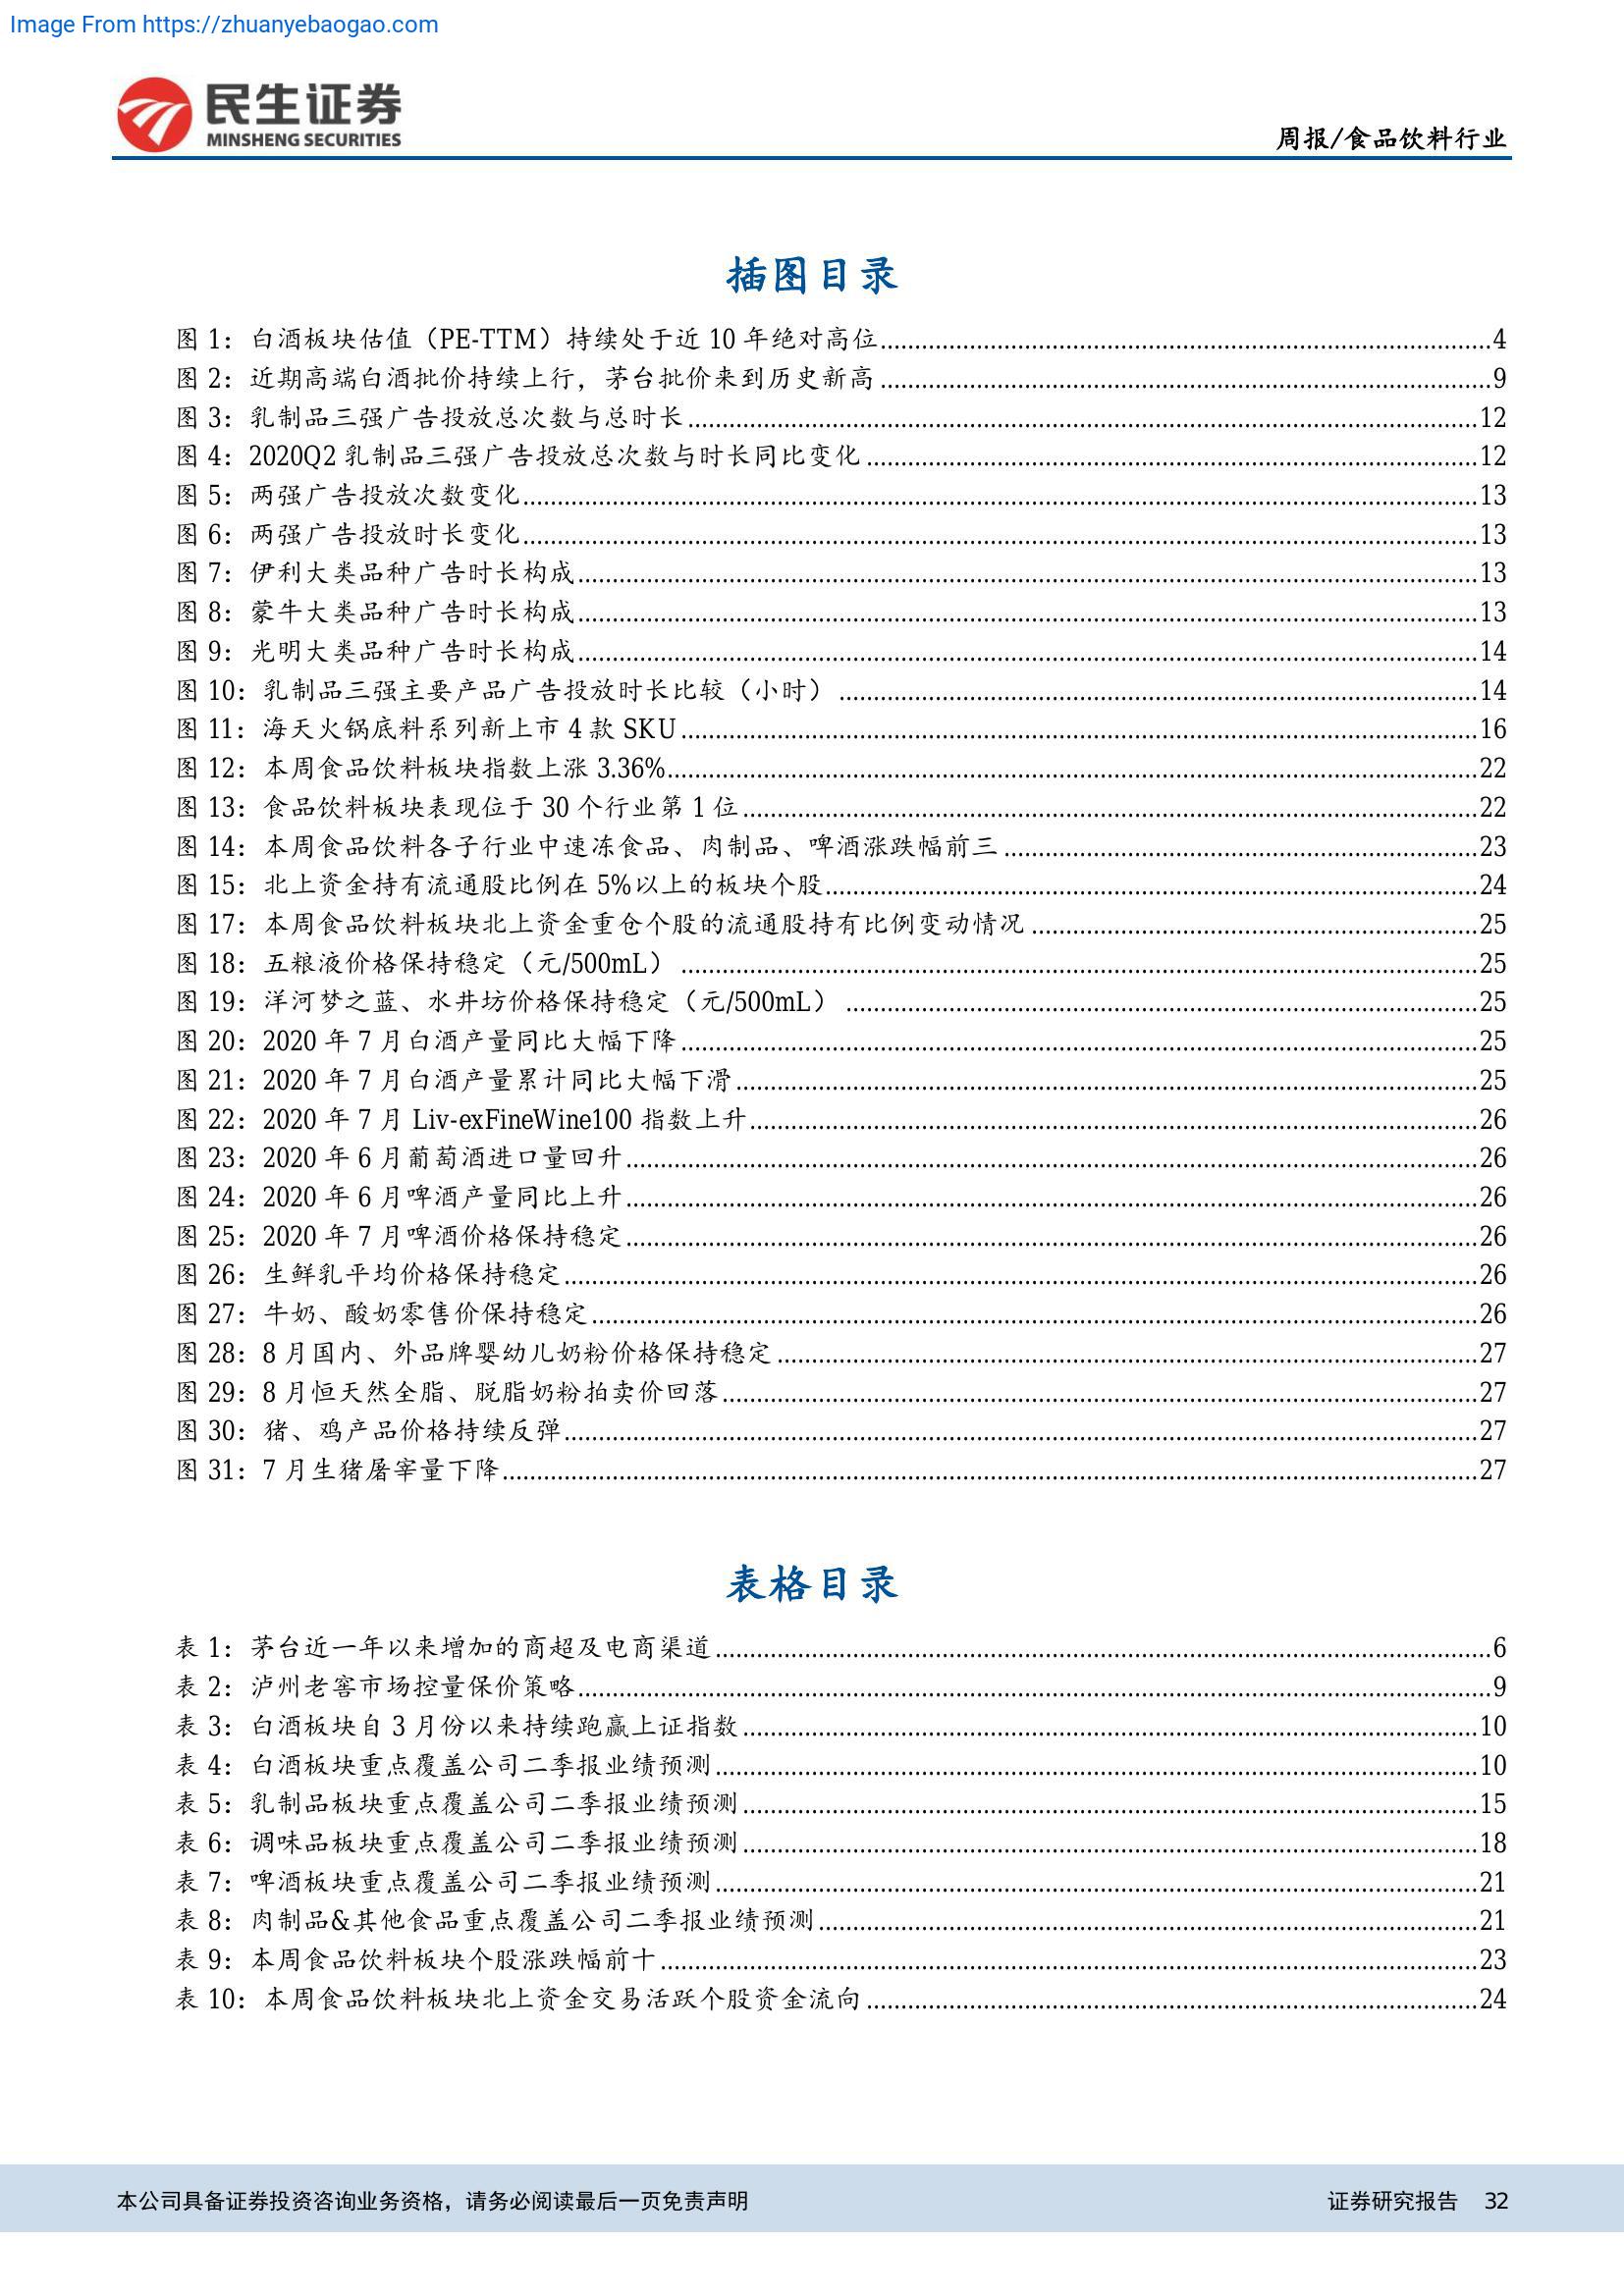 Image From https://zhuanyebaogao.com
民生证券
MINSHENG SECURITIES
周报/食品饮料行业
插图目录
图 1：白酒板块估值（PE-TTM）持续处于近 10 年绝对高位 4
图 2：近期高端白酒批价持续上行，茅台批价来到历史新高 9
图 3：乳制品三强广告投放总次数与总时长 12
图 4：2020Q2 乳制品三强广告投放总次数与时长同比变化 12
图 5：两强广告投放次数变化 13
图 6：两强广告投放时长变化 13
图 7：伊利大类品种广告时长构成 13
图 8：蒙牛大类品种广告时长构成 13
图 9：光明大类品种广告时长构成 14
图 10：乳制品三强主要产品广告投放时长比较（小时） 14
图 11：海天火锅底料系列新上市 4 款 SKU 16
图 12：本周食品饮料板块指数上涨 3.36% 22
图 13：食品饮料板块表现位于 30 个行业第 1 位 22
图 14：本周食品饮料各子行业中速冻食品、肉制品、啤酒涨跌幅前三 23
图 15：北上资金持有流通股比例在 5%以上的板块个股 24
图 17：本周食品饮料板块北上资金重仓个股的流通股持有比例变动情况 25
图 18：五粮液价格保持稳定（元/500mL） 25
图 19：洋河梦之蓝、水井坊价格保持稳定（元/500mL） 25
图 20：2020 年 7 月白酒产量同比大幅下降 25
图 21：2020 年 7 月白酒产量累计同比大幅下滑 25
图 22：2020 年 7 月 Liv-exFineWine100 指数上升 26
图 23：2020 年 6 月葡萄酒进口量回升 26
图 24：2020 年 6 月啤酒产量同比上升 26
图 25：2020 年 7 月啤酒价格保持稳定 26
图 26：生鲜乳平均价格保持稳定 26
图 27：牛奶、酸奶零售价保持稳定 26
图 28：8 月国内、外品牌婴幼儿奶粉价格保持稳定 27
图 29：8 月恒天然全脂、脱脂奶粉拍卖价回落 27
图 30：猪、鸡产品价格持续反弹 27
图 31：7 月生猪屠宰量下降 27
表格目录
表 1：茅台近一年以来增加的商超及电商渠道 6
表 2：泸州老窖市场控量保价策略 9
表 3：白酒板块自 3 月份以来持续跑赢上证指数 10
表 4：白酒板块重点覆盖公司二季报业绩预测 10
表 5：乳制品板块重点覆盖公司二季报业绩预测 15
表 6：调味品板块重点覆盖公司二季报业绩预测 18
表 7：啤酒板块重点覆盖公司二季报业绩预测 21
表 8：肉制品&其他食品重点覆盖公司二季报业绩预测 21
表 9：本周食品饮料板块个股涨跌幅前十 23
表 10：本周食品饮料板块北上资金交易活跃个股资金流向 24
本公司具备证券投资咨询业务资格，请务必阅读最后一页免责声明
证券研究报告 32